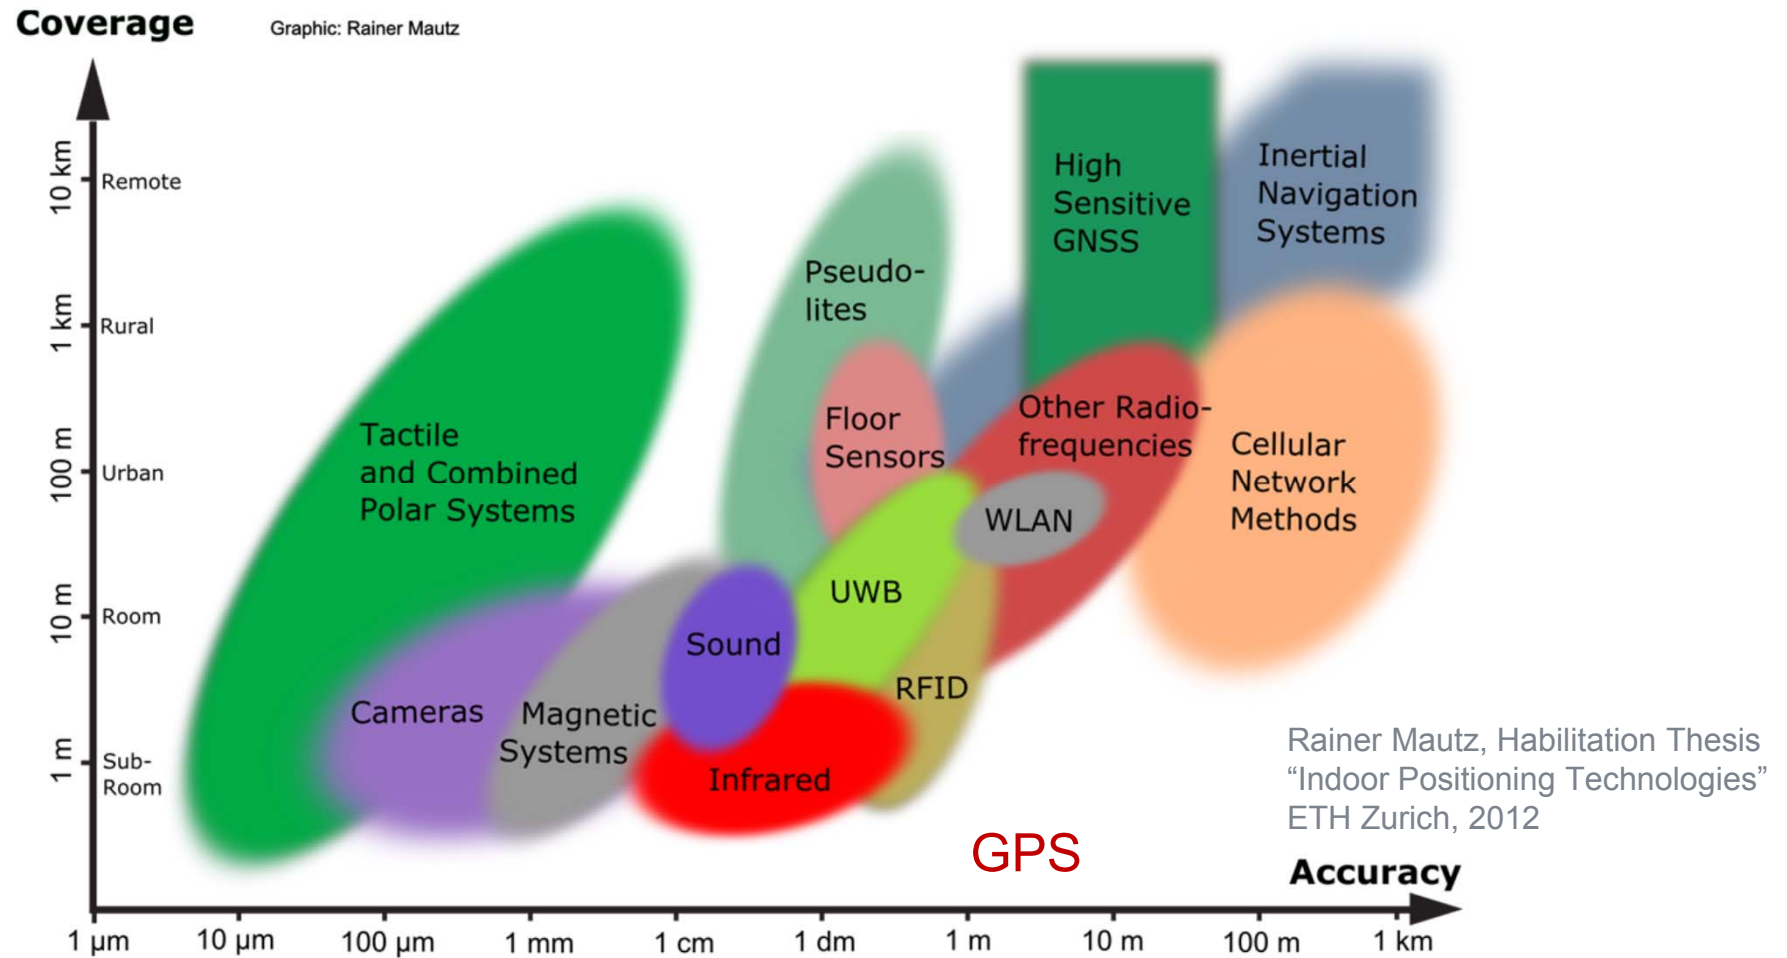 Coverage
Graphic: Rainer Mautz
10 km
Remote
1 km
Rural
100 m
Urban
10 m
Room
1 m
Sub-
Room
Tactile
and Combined
Polar Systems
Cameras
Magnetic
Systems
Sound
Infrared
Pseudo-
lites
Floor
Sensors
UWB
RFID
WLAN
Other Radio-
frequencies
High
Sensitive
GNSS
Inertial
Navigation
Systems
Cellular
Network
Methods
GPS
Rainer Mautz, Habilitation Thesis
“Indoor Positioning Technologies”
ETH Zurich, 2012
Accuracy
1 μm
10 μm
100 μm
1 mm
1 cm
1 dm
1 m
10 m
100 m
1 km